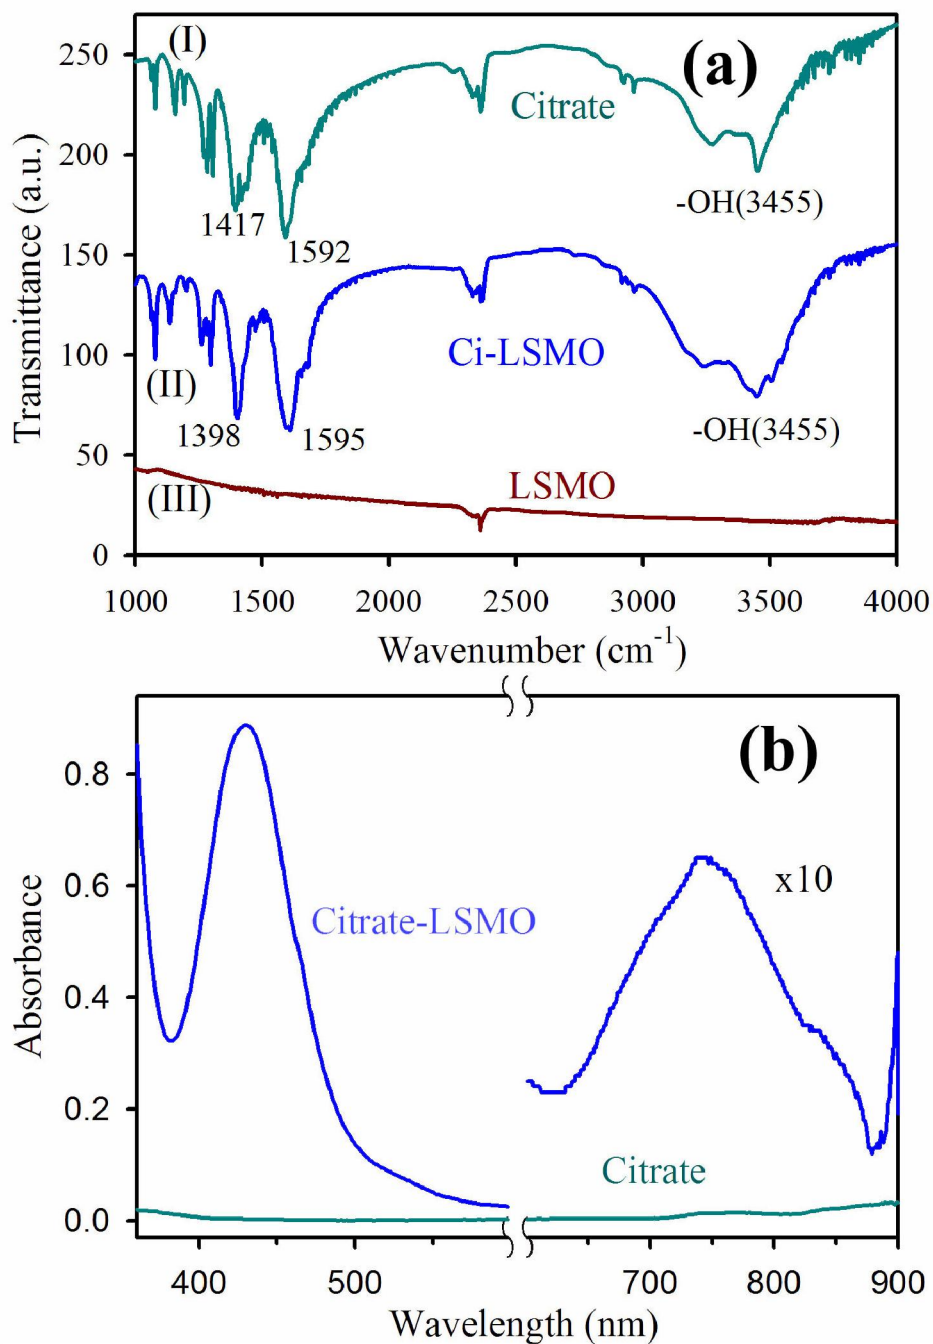 (I)
(a)
250
Citrate
200
-OH(3455)
1417
1592
150
Ci-LSMO
100
(II)
1398
1595
-OH(3455)
50
LSMO
(III)
0
Transmittance (a.u.)
1000 1500 2000 2500 3000 3500 4000
Wavenumber (cm⁻¹)
(b)
0.8
x10
0.6
Citrate-LSMO
0.4
0.2
Citrate
0.0
Absorbance
400 500 700 800 900
Wavelength (nm)